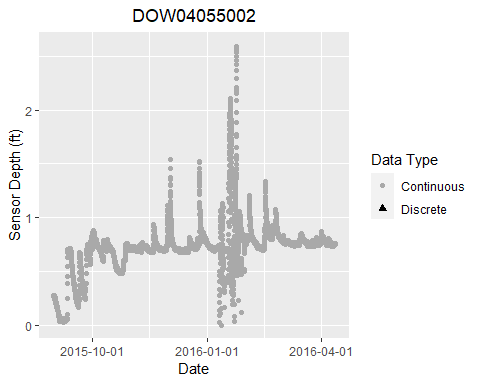 DOW04055002
2
1
0
Sensor Depth (ft)
2015-10-01
2016-01-01
2016-04-01
Date
Data Type
Continuous
Discrete